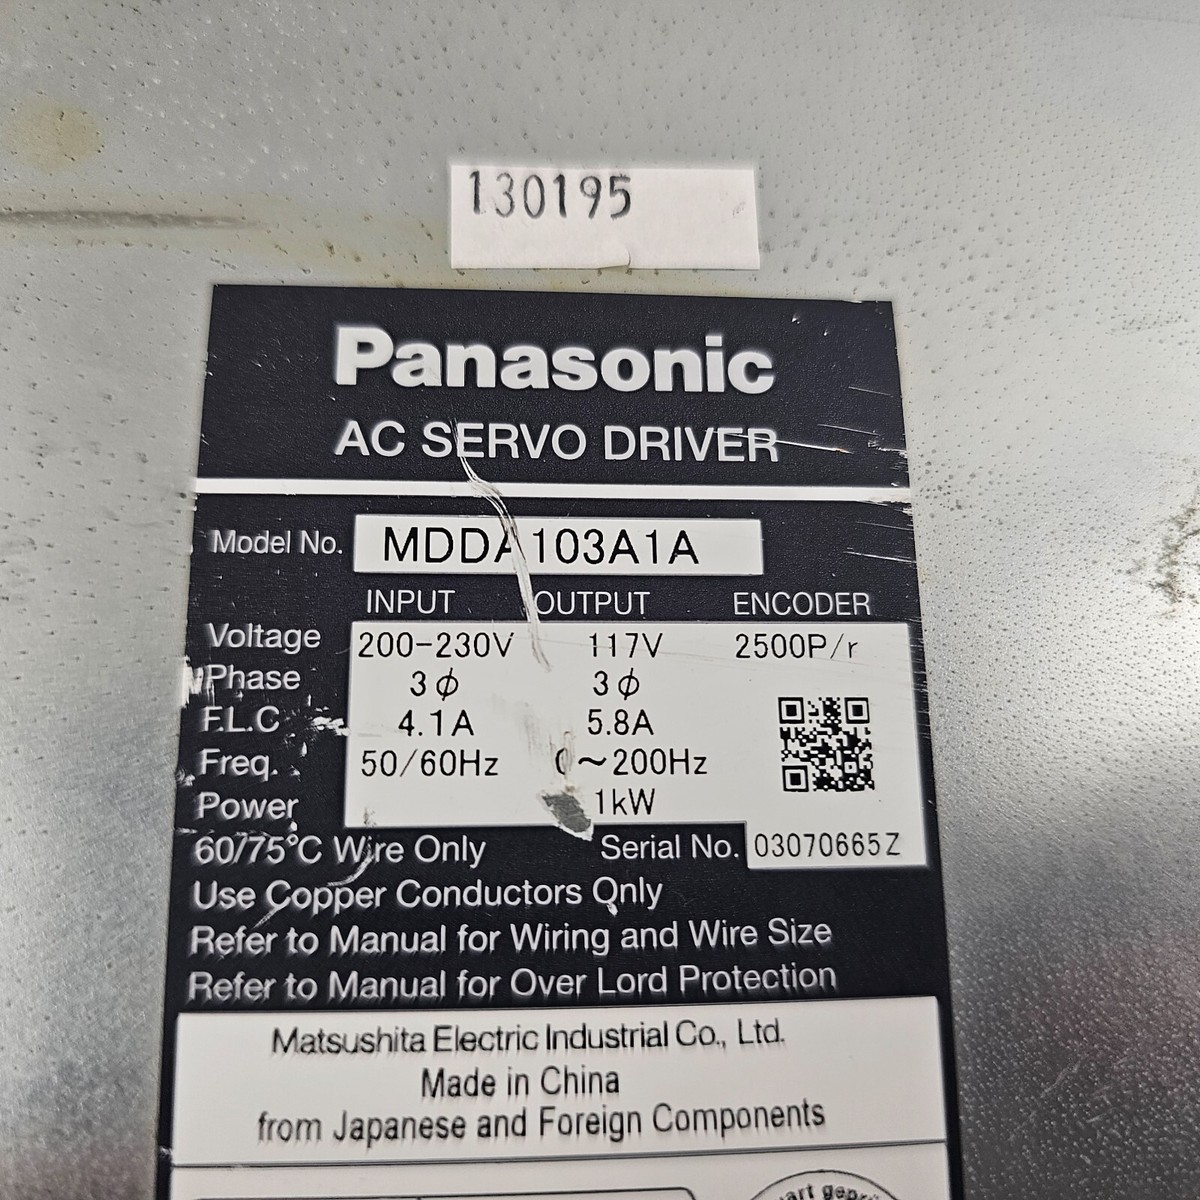 130195
Panasonic
AC SERVO DRIVER
Model No. MDDA103A1A
INPUT OUTPUT ENCODER
Voltage 200-230V 117V 2500P/r
Phase 3ϕ 3ϕ
F.L.C 4.1A 5.8A
Freq. 50/60Hz 0~200Hz
Power 1kW
60/75°C Wire Only Serial No. 03070665Z
Use Copper Conductors Only
Refer to Manual for Wiring and Wire Size
Refer to Manual for Over Lord Protection
Matsushita Electric Industrial Co., Ltd.
Made in China
from Japanese and Foreign Components